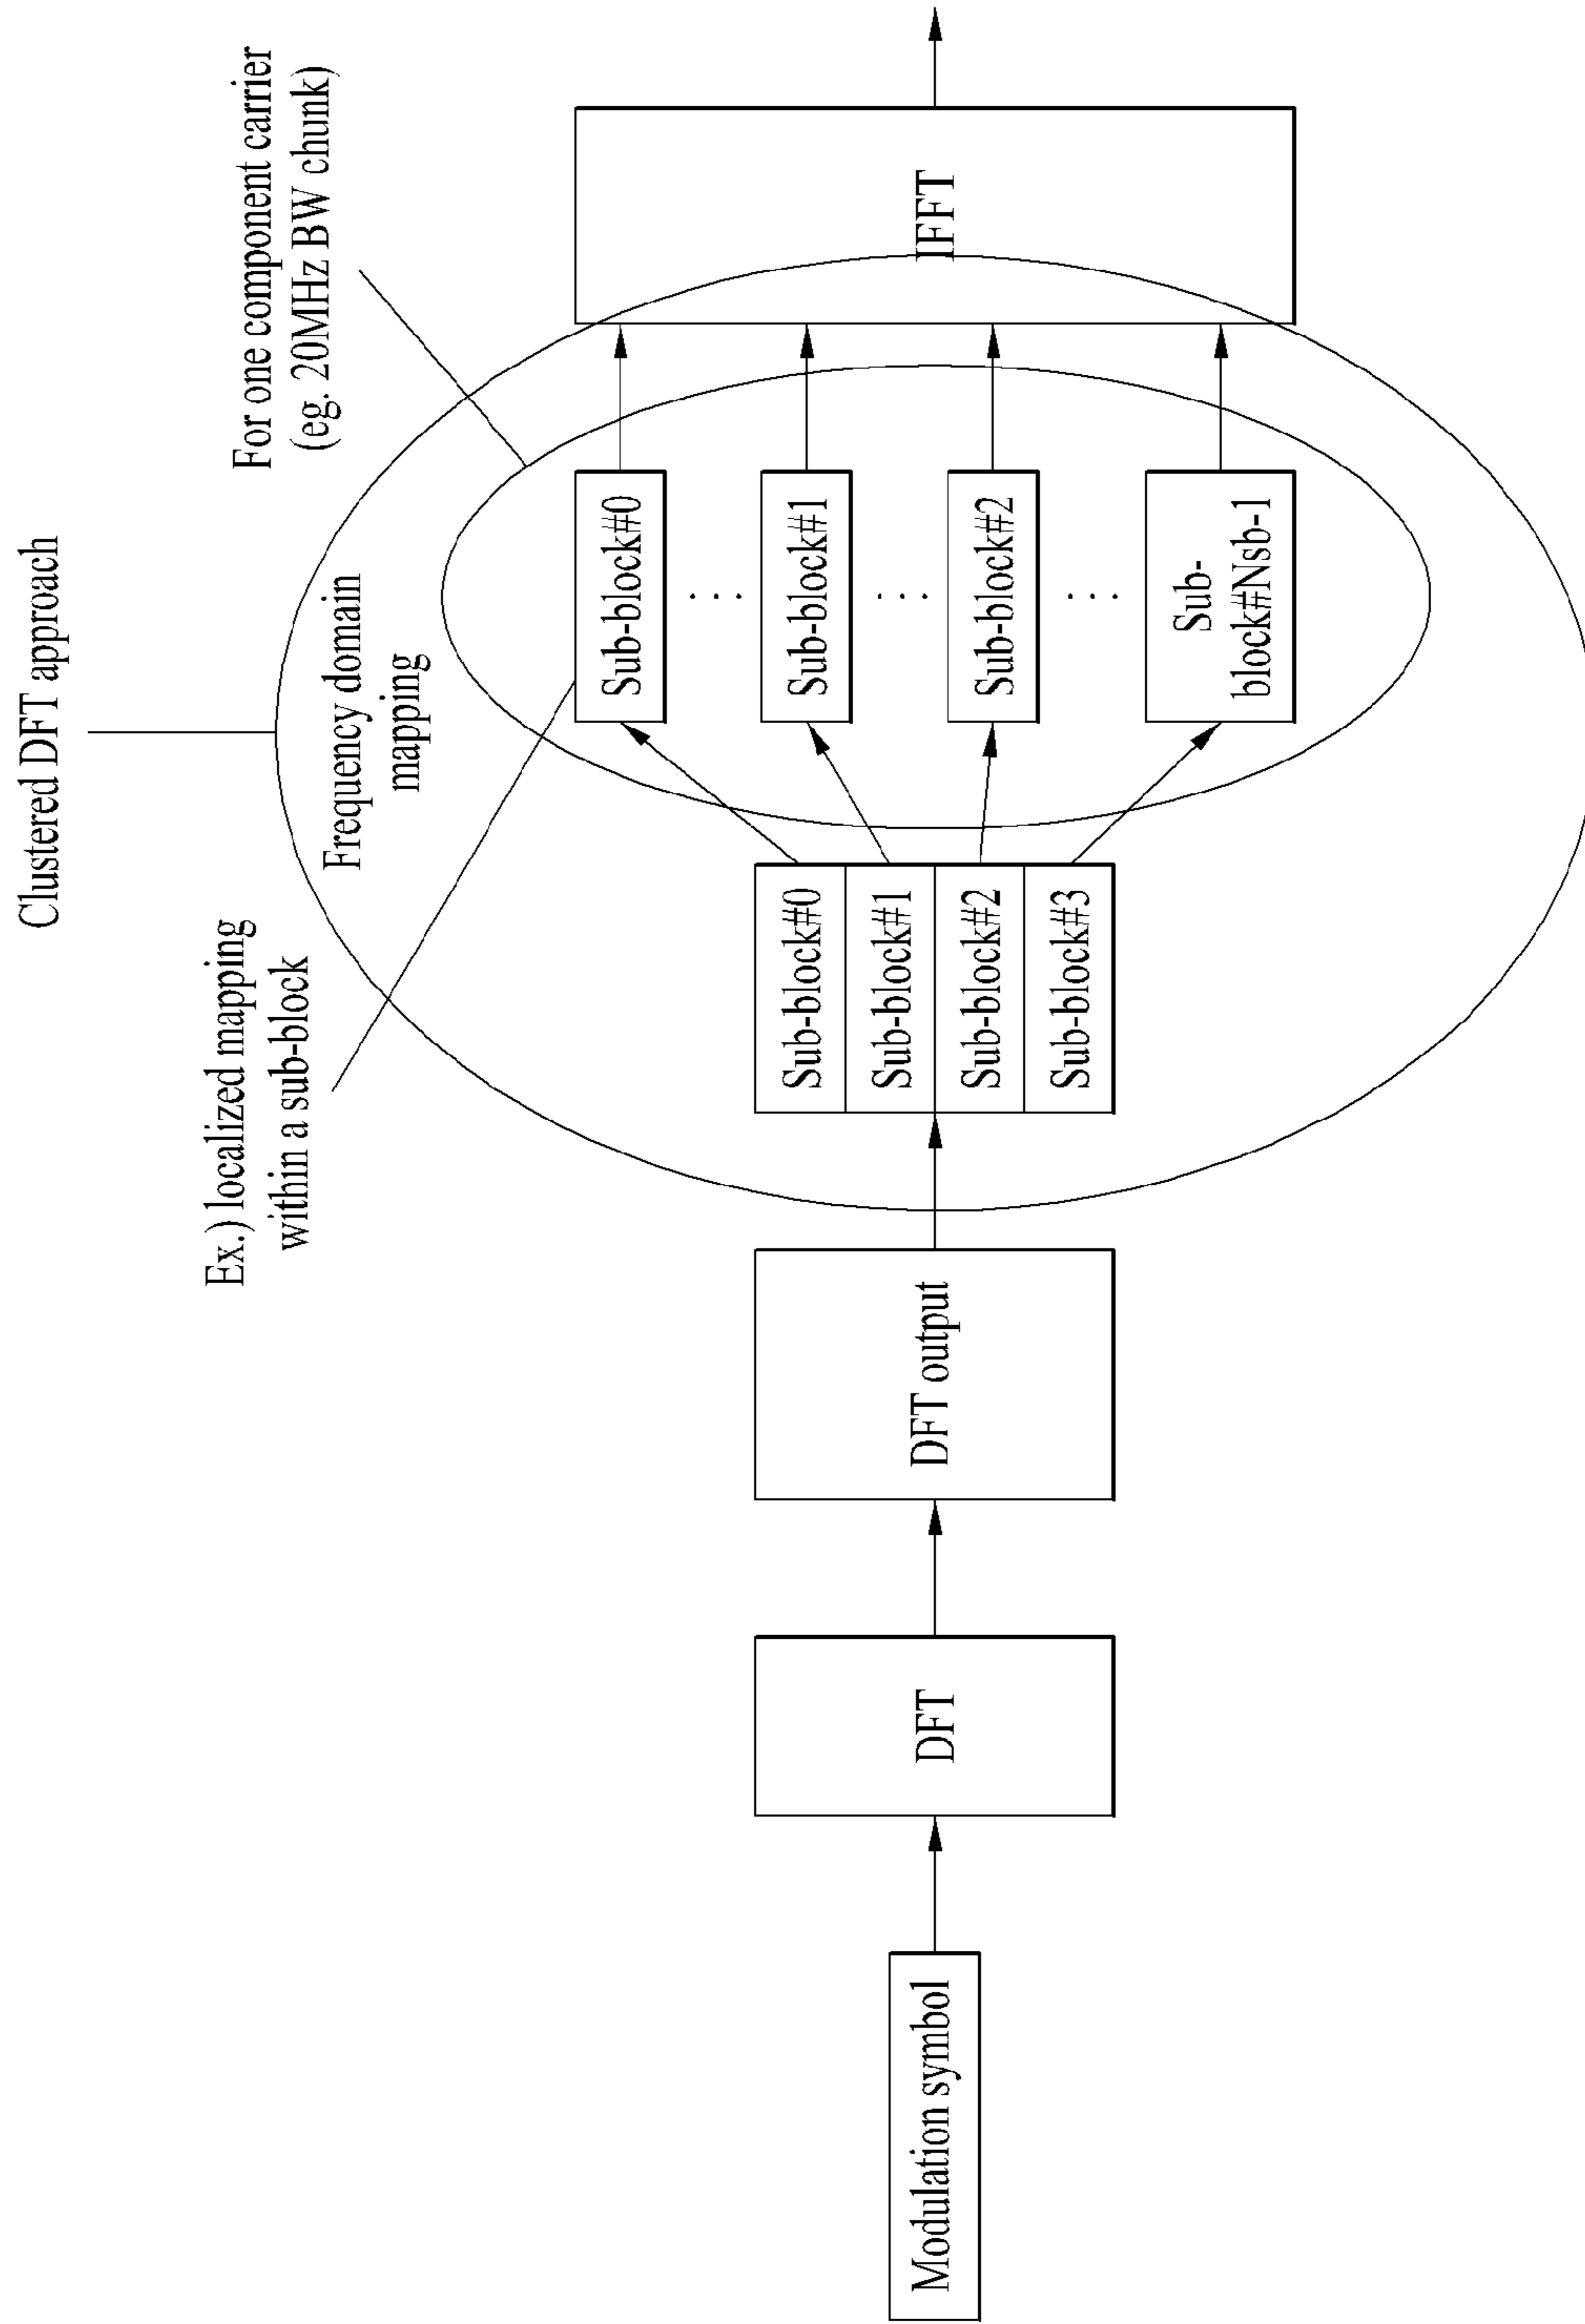 Clustered DFT approach
For one component carrier
(eg. 20MHz BW chunk)
Ex.) localized mapping
within a sub-block
Frequency domain
mapping
Modulation symbol
DFT
DFT output
Sub-block#0
Sub-block#1
Sub-block#2
Sub-block#3
Sub-block#0
. . .
Sub-block#1
. . .
Sub-block#2
. . .
Sub-
block#Nsb-1
IFFT